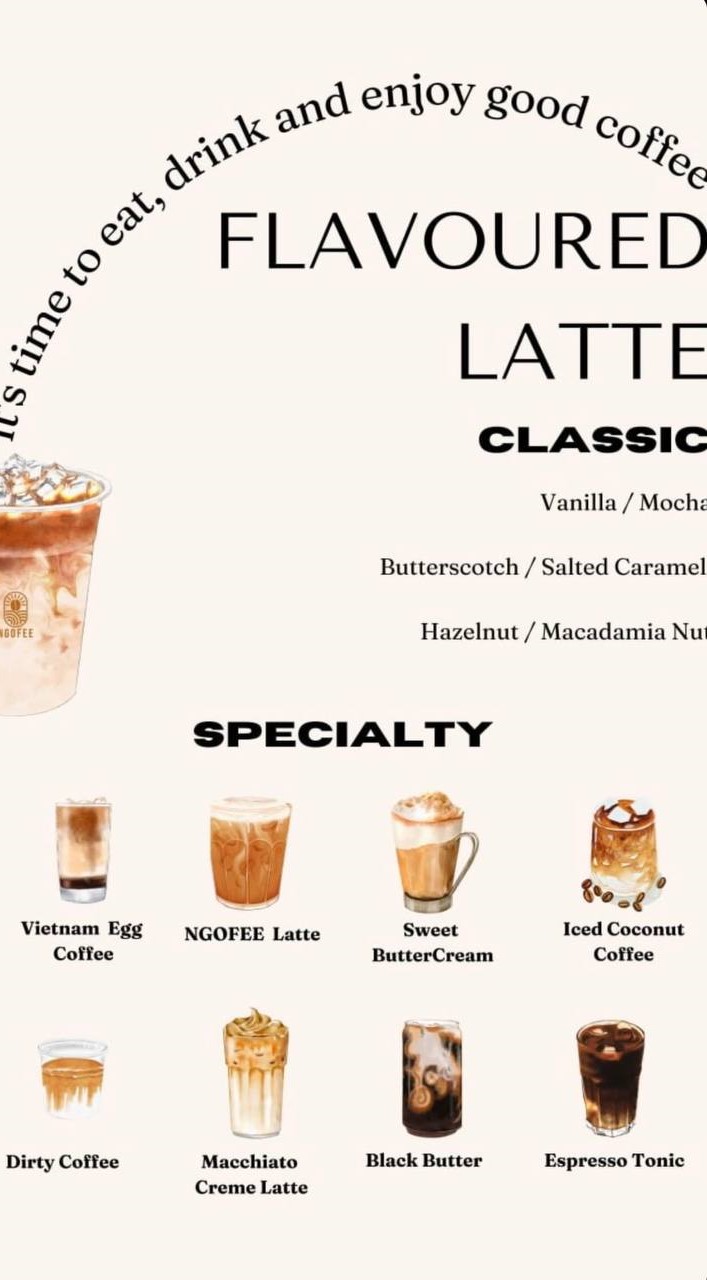 It's time to eat, drink and enjoy good coffee
FLAVOURED
LATTE
CLASSIC
Vanilla / Mocha
Butterscotch / Salted Caramel
Hazelnut / Macadamia Nut
NGOFEE
SPECIALTY
Vietnam Egg
Coffee
NGOFEE Latte
Sweet
ButterCream
Iced Coconut
Coffee
Dirty Coffee
Macchiato
Creme Latte
Black Butter
Espresso Tonic